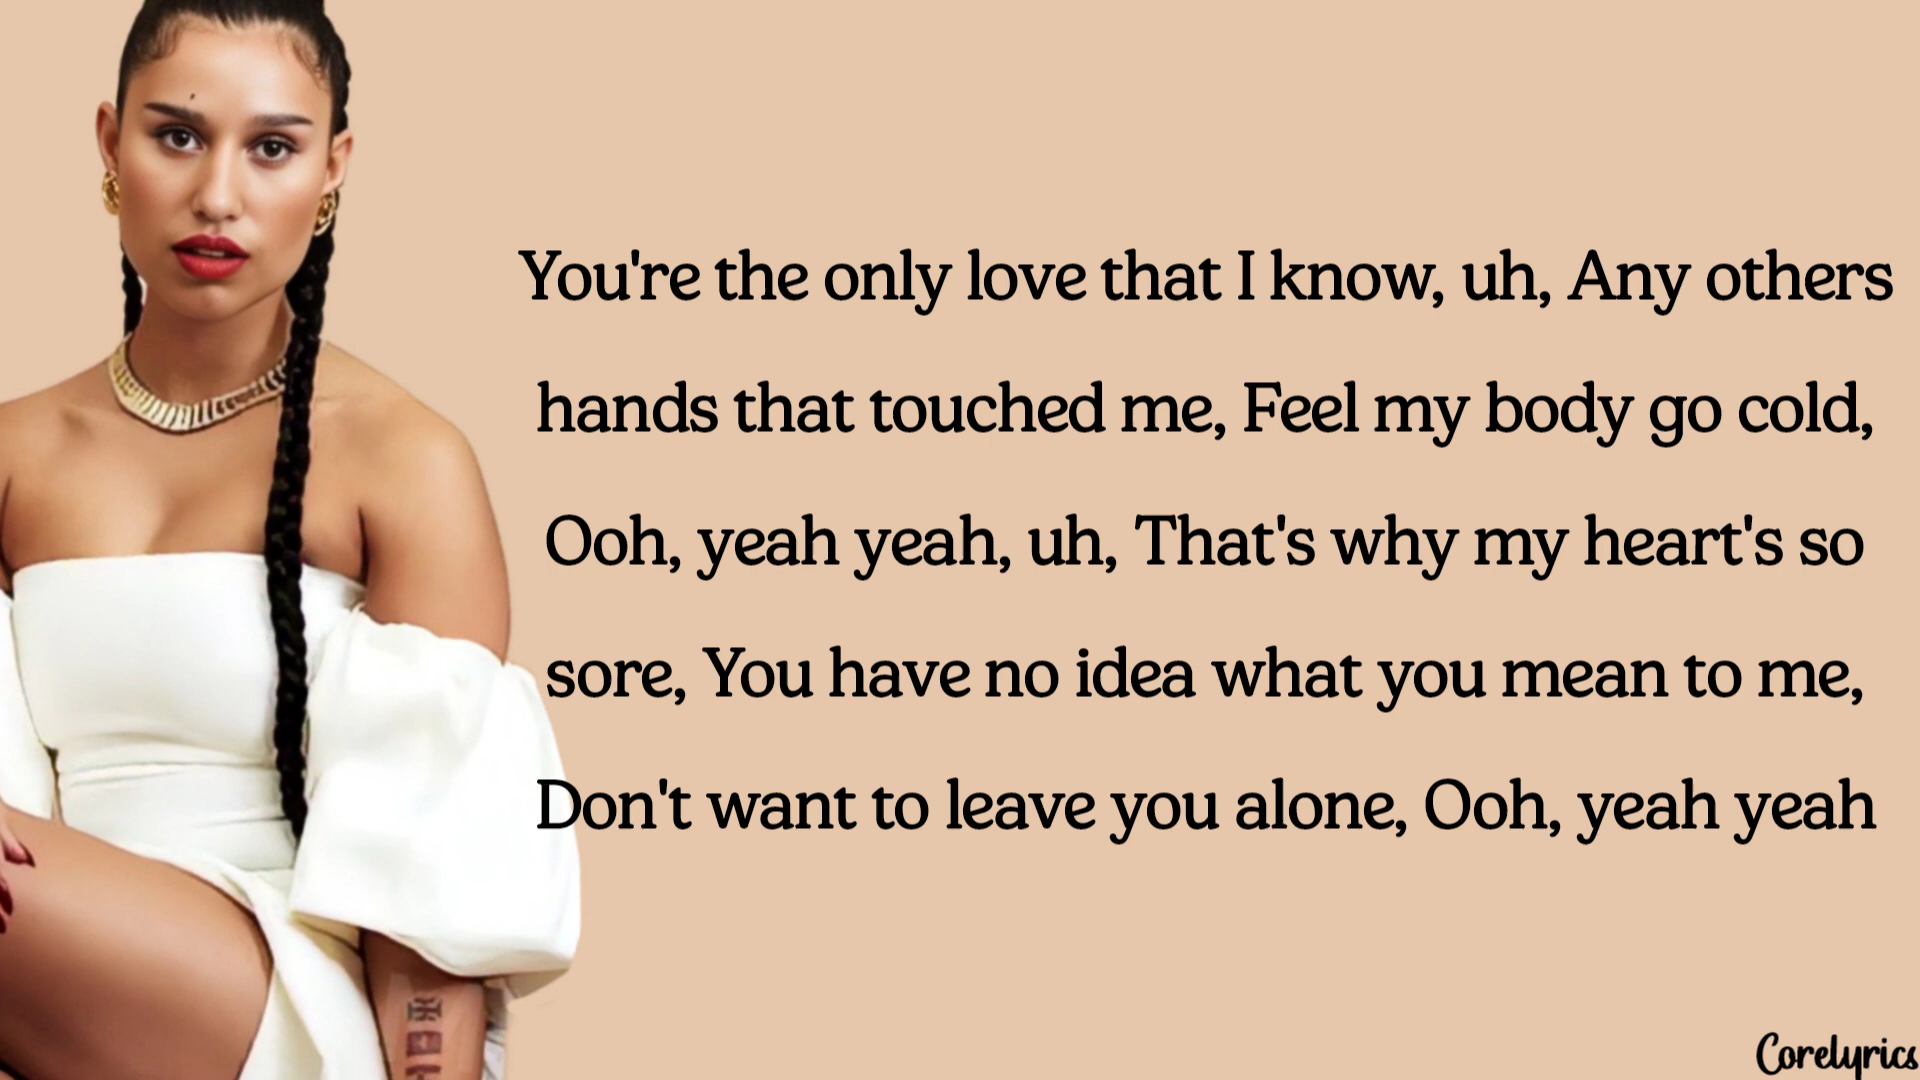 You're the only love that I know, uh, Any others
hands that touched me, Feel my body go cold,
Ooh, yeah yeah, uh, That's why my heart's so
sore, You have no idea what you mean to me,
Don't want to leave you alone, Ooh, yeah yeah
Corelyrics